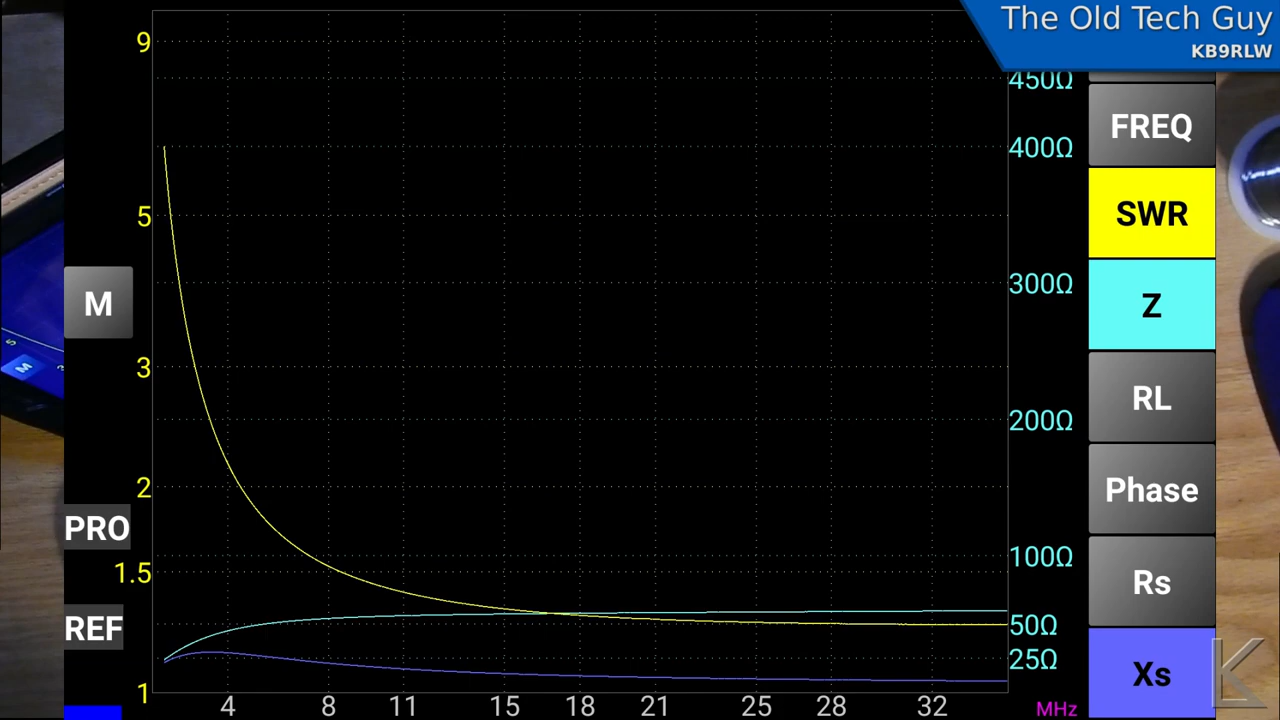 The Old Tech Guy
KB9RLW
9
5
3
2
1.5
1
450Ω
400Ω
300Ω
200Ω
100Ω
50Ω
25Ω
4 8 11 15 18 21 25 28 32 MHz
M
PRO
REF
FREQ
SWR
Z
RL
Phase
Rs
Xs
K
S
M